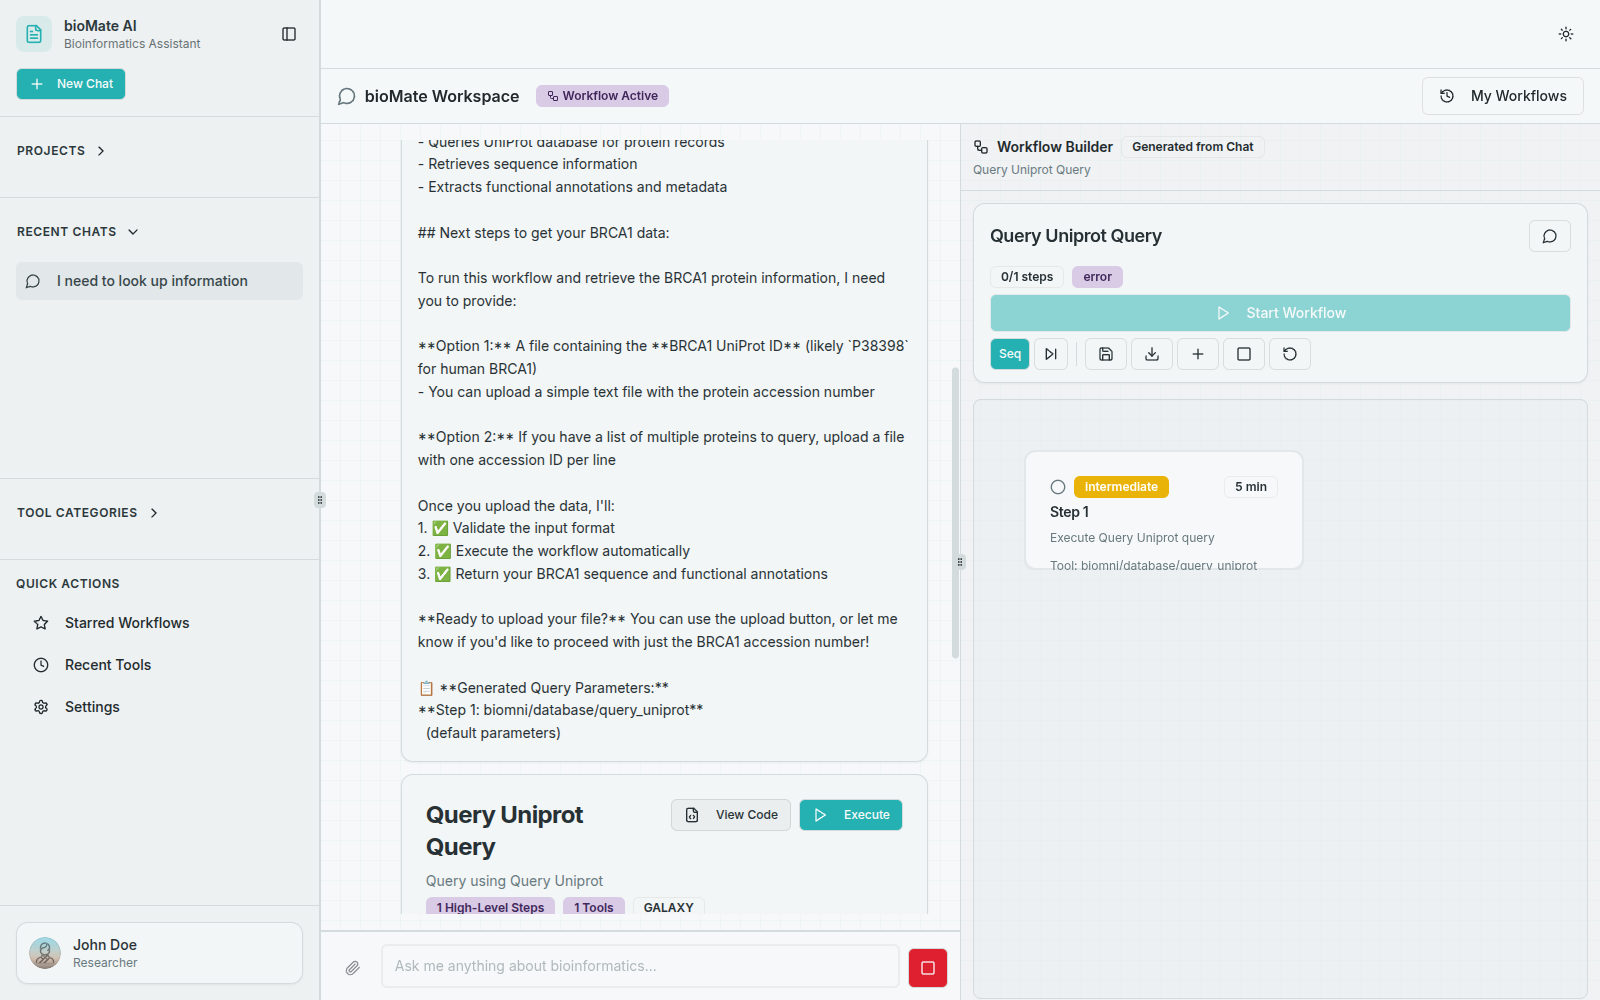 bioMate AI
Bioinformatics Assistant
New Chat
PROJECTS
RECENT CHATS
I need to look up information
TOOL CATEGORIES
QUICK ACTIONS
Starred Workflows
Recent Tools
Settings
John Doe
Researcher
bioMate Workspace
Workflow Active
My Workflows
- Queries UniProt database for protein records
- Retrieves sequence information
- Extracts functional annotations and metadata
## Next steps to get your BRCA1 data:
To run this workflow and retrieve the BRCA1 protein information, I need
you to provide:
**Option 1:** A file containing the **BRCA1 UniProt ID** (likely `P38398`
for human BRCA1)
- You can upload a simple text file with the protein accession number
**Option 2:** If you have a list of multiple proteins to query, upload a file
with one accession ID per line
Once you upload the data, I'll:
1. ✅ Validate the input format
2. ✅ Execute the workflow automatically
3. ✅ Return your BRCA1 sequence and functional annotations
**Ready to upload your file?** You can use the upload button, or let me
know if you'd like to proceed with just the BRCA1 accession number!
📋 **Generated Query Parameters:**
**Step 1: biomni/database/query_uniprot**
(default parameters)
Query Uniprot
Query
View Code
Execute
Query using Query Uniprot
1 High-Level Steps
1 Tools
GALAXY
Ask me anything about bioinformatics...
Workflow Builder
Generated from Chat
Query Uniprot Query
Query Uniprot Query
0/1 steps
error
Start Workflow
Seq
Intermediate
5 min
Step 1
Execute Query Uniprot query
Tool: biomni/database/query_uniprot